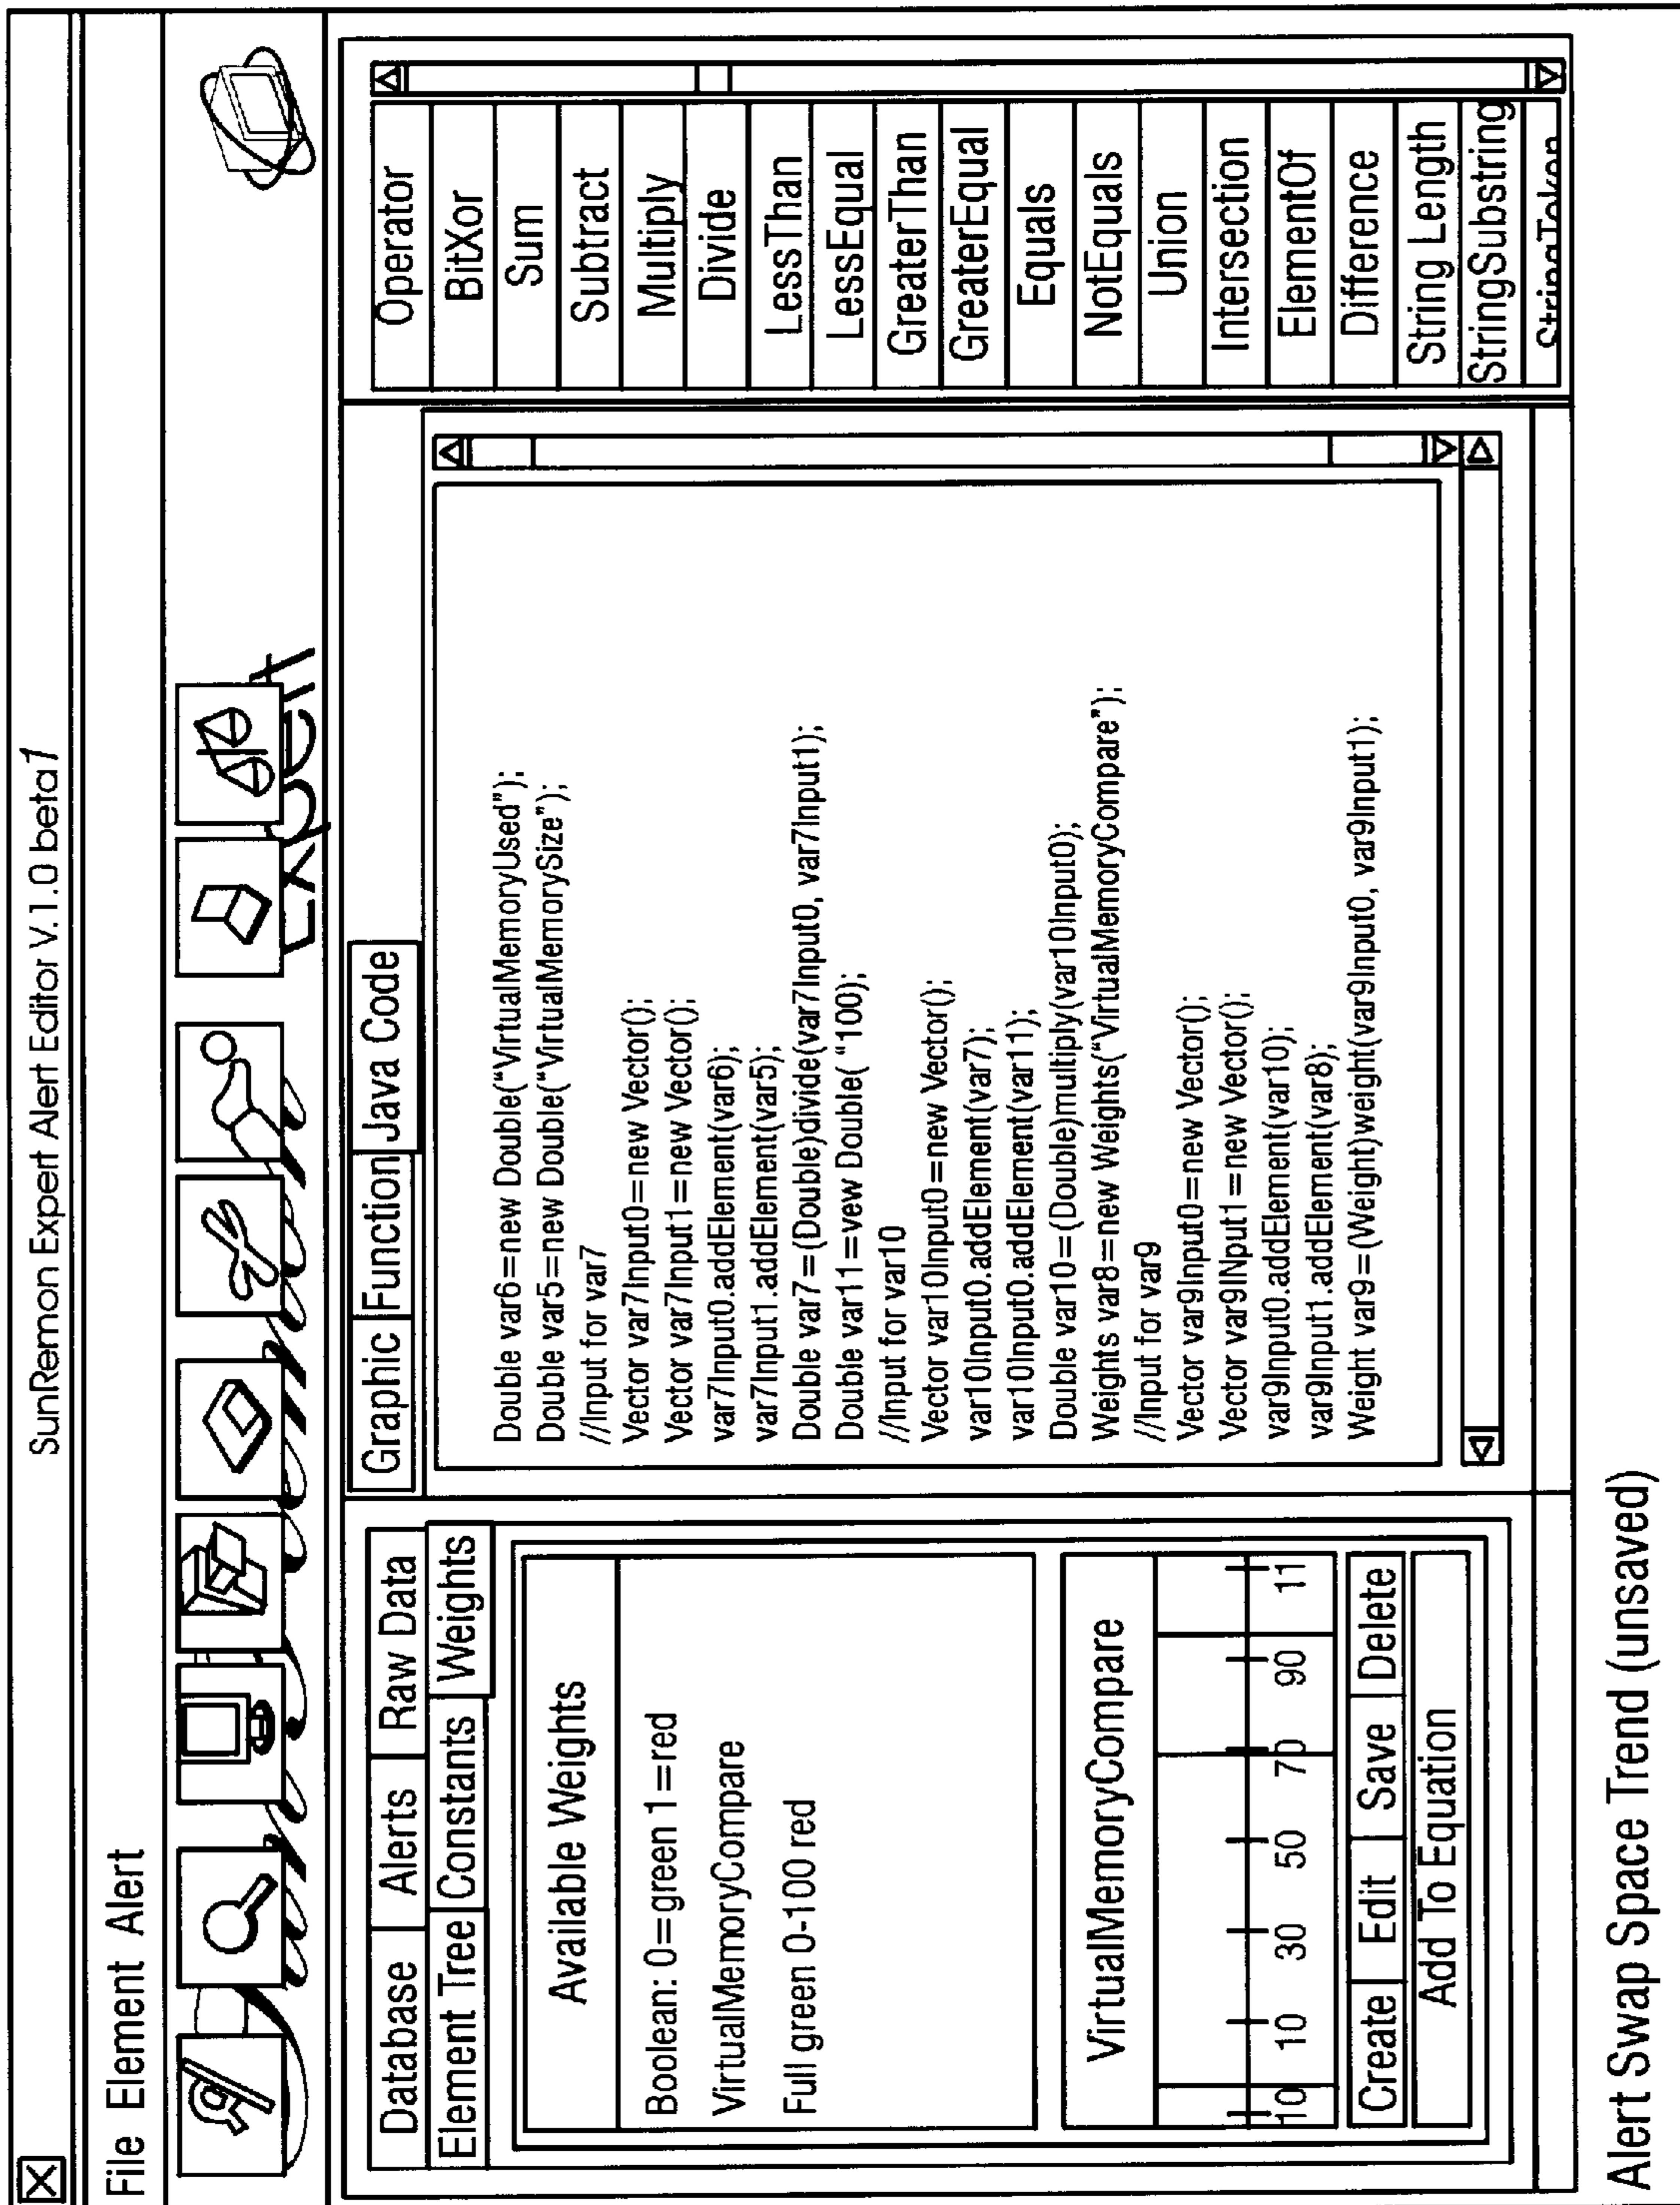 SunRemon Expert Alert Editor V.1.0 beta1
File Element Alert
Database Alerts Raw Data
Element Tree Constants Weights
Available Weights
Boolean: 0=green 1=red
VirtualMemoryCompare
Full green 0-100 red
VirtualMemoryCompare
10 10 30 50 70 90 11
Create Edit Save Delete
Add To Equation
Graphic Function Java Code
Double var6=new Double(“VirtualMemoryUsed”);
Double var5=new Double(“VirtualMemorySize”);
//Input for var7
Vector var7Input0=new Vector();
Vector var7Input1=new Vector();
var7Input0.addElement(var6);
var7Input1.addElement(var5);
Double var7=(Double)divide(var7Input0, var7Input1);
Double var11=vew Double( “100);
//Input for var10
Vector var10Input0=new Vector();
var10Input0.addElement(var7);
var10Input0.addElement(var11);
Double var10=(Double)multiply(var10Input0);
Weights var8=new Weights(“VirtualMemoryCompare”);
//Input for var9
Vector var9Input0=new Vector();
Vector var9INput1=new Vector();
var9Input0.addElement(var10);
var9Input1.addElement(var8);
Weight var9=(Weight)weight(var9Input0, var9Input1);
Operator
BitXor
Sum
Subtract
Multiply
Divide
LessThan
LessEqual
GreaterThan
GreaterEqual
Equals
NotEquals
Union
Intersection
ElementOf
Difference
String Length
StringSubstring
StringToken
Alert Swap Space Trend (unsaved)